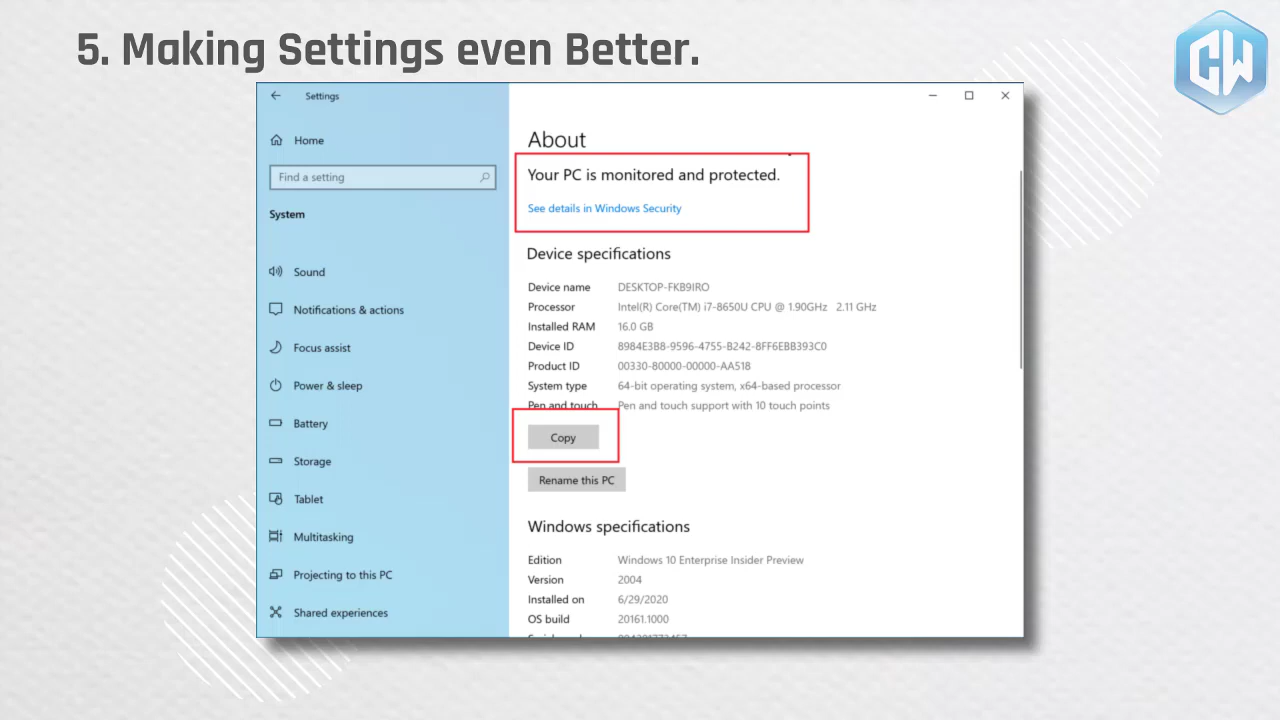 5. Making Settings even Better.
CW
Settings
Home
Find a setting
System
Sound
Notifications & actions
Focus assist
Power & sleep
Battery
Storage
Tablet
Multitasking
Projecting to this PC
Shared experiences
About
Your PC is monitored and protected.
See details in Windows Security
Device specifications
Device name DESKTOP-FKB9IRO
Processor Intel(R) Core(TM) i7-8650U CPU @ 1.90GHz 2.11 GHz
Installed RAM 16.0 GB
Device ID 8984E3B8-9596-4755-B242-8FF6EBB393C0
Product ID 00330-80000-00000-AA518
System type 64-bit operating system, x64-based processor
Pen and touch Pen and touch support with 10 touch points
Copy
Rename this PC
Windows specifications
Edition Windows 10 Enterprise Insider Preview
Version 2004
Installed on 6/29/2020
OS build 20161.1000